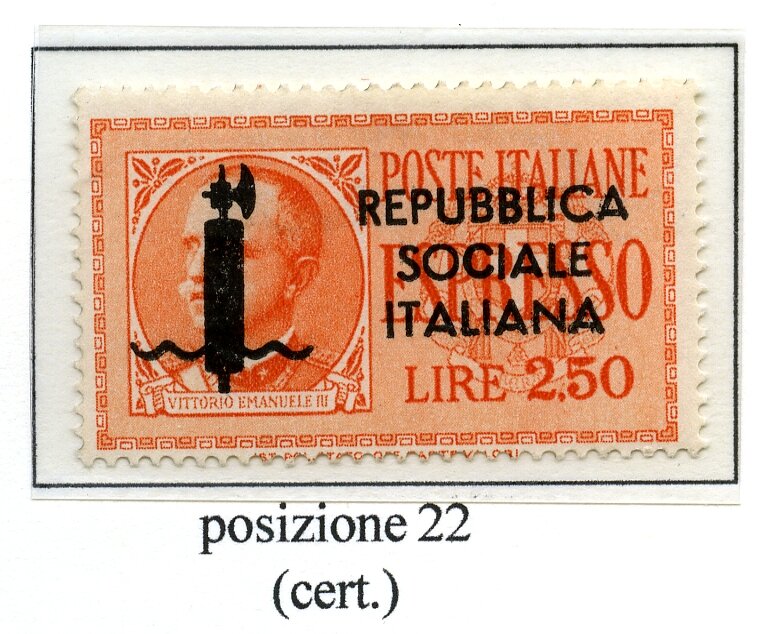 POSTE ITALIANE
REPUBBLICA
SOCIALE
ITALIANA
ESPRESSO
LIRE 2,50
VITTORIO EMANUELE III
posizione 22
(cert.)